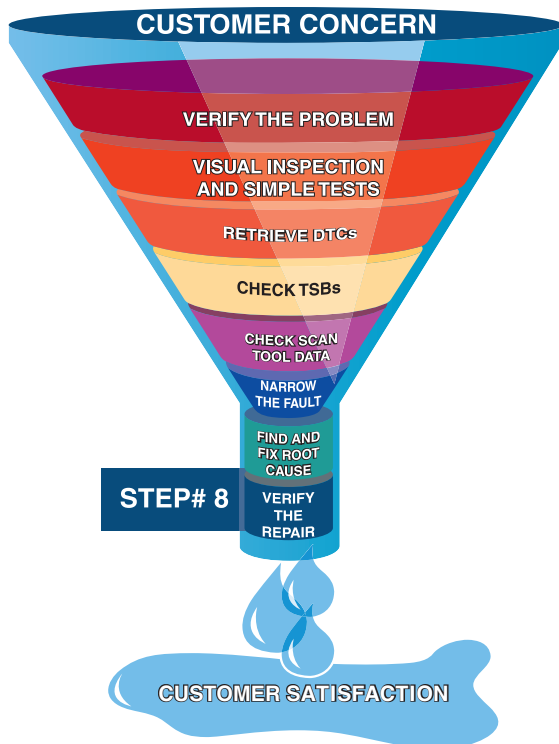 CUSTOMER CONCERN
VERIFY THE PROBLEM
VISUAL INSPECTION
AND SIMPLE TESTS
RETRIEVE DTCs
CHECK TSBs
CHECK SCAN
TOOL DATA
NARROW
THE FAULT
FIND AND
FIX ROOT
CAUSE
STEP# 8
VERIFY
THE
REPAIR
CUSTOMER SATISFACTION